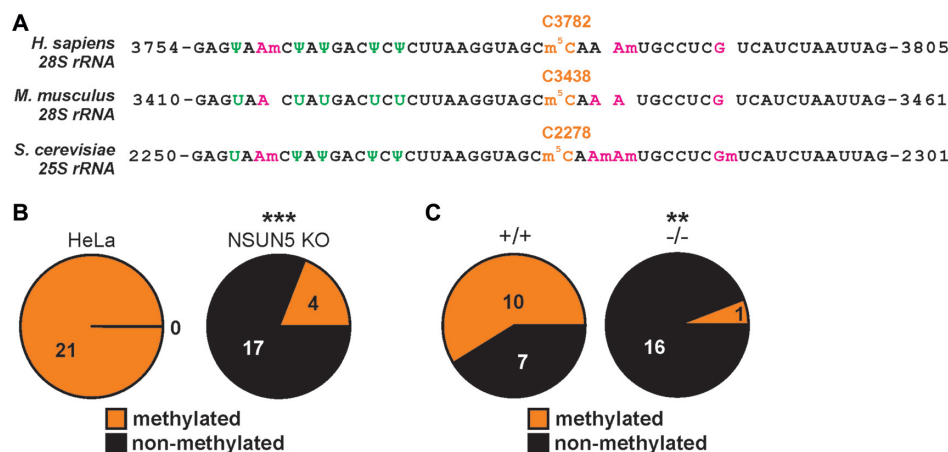 A
C3782
H. sapiens 28S rRNA 3754-GAGΨAAmCΨAΨGACΨCΨCUUAAGGUAGCm⁵CAA AmUGCCUCG UCAUCUAAUUAG-3805
C3438
M. musculus 28S rRNA 3410-GAGUAA CUAUGACUCUCUUAAGGUAGCm⁵CAA A UGCCUCG UCAUCUAAUUAG-3461
C2278
S. cerevisiae 25S rRNA 2250-GAGUAAmCΨAΨGACΨCΨCUUAAGGUAGCm⁵CAAmAmUGCCUCGmUCAUCUAAUUAG-2301
B
HeLa
21
0
***
NSUN5 KO
4
17
methylated
non-methylated
C
+/+
10
7
**
-/-
1
16
methylated
non-methylated